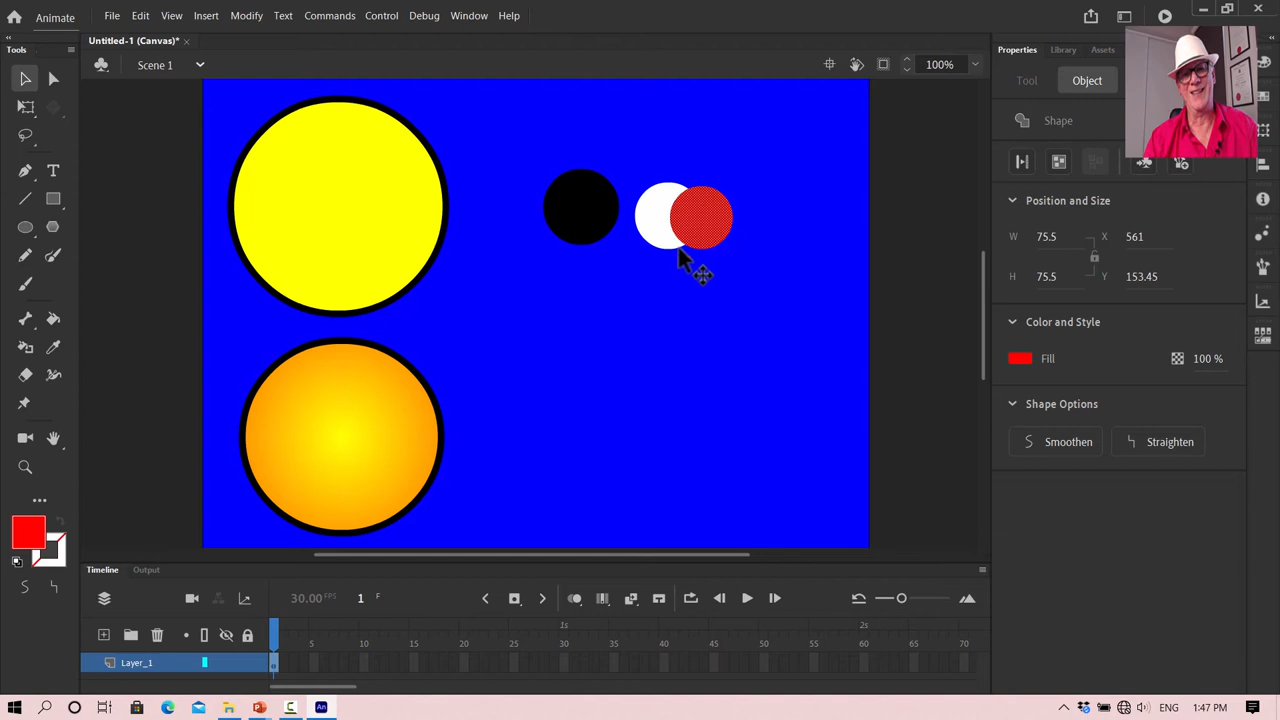 Animate
File Edit View Insert Modify Text Commands Control Debug Window Help
Untitled-1 (Canvas)*
Tools
Scene 1
100%
Properties Library Assets
Tool
Object
Shape
Position and Size
W 75.5 X 561
H 75.5 Y 153.45
Color and Style
Fill
100 %
Shape Options
Smoothen
Straighten
Timeline Output
30.00 FPS 1 F
1s 2s
5 10 15 20 25 30 35 40 45 50 55 60 65 70
Layer_1
An
ENG 1:47 PM